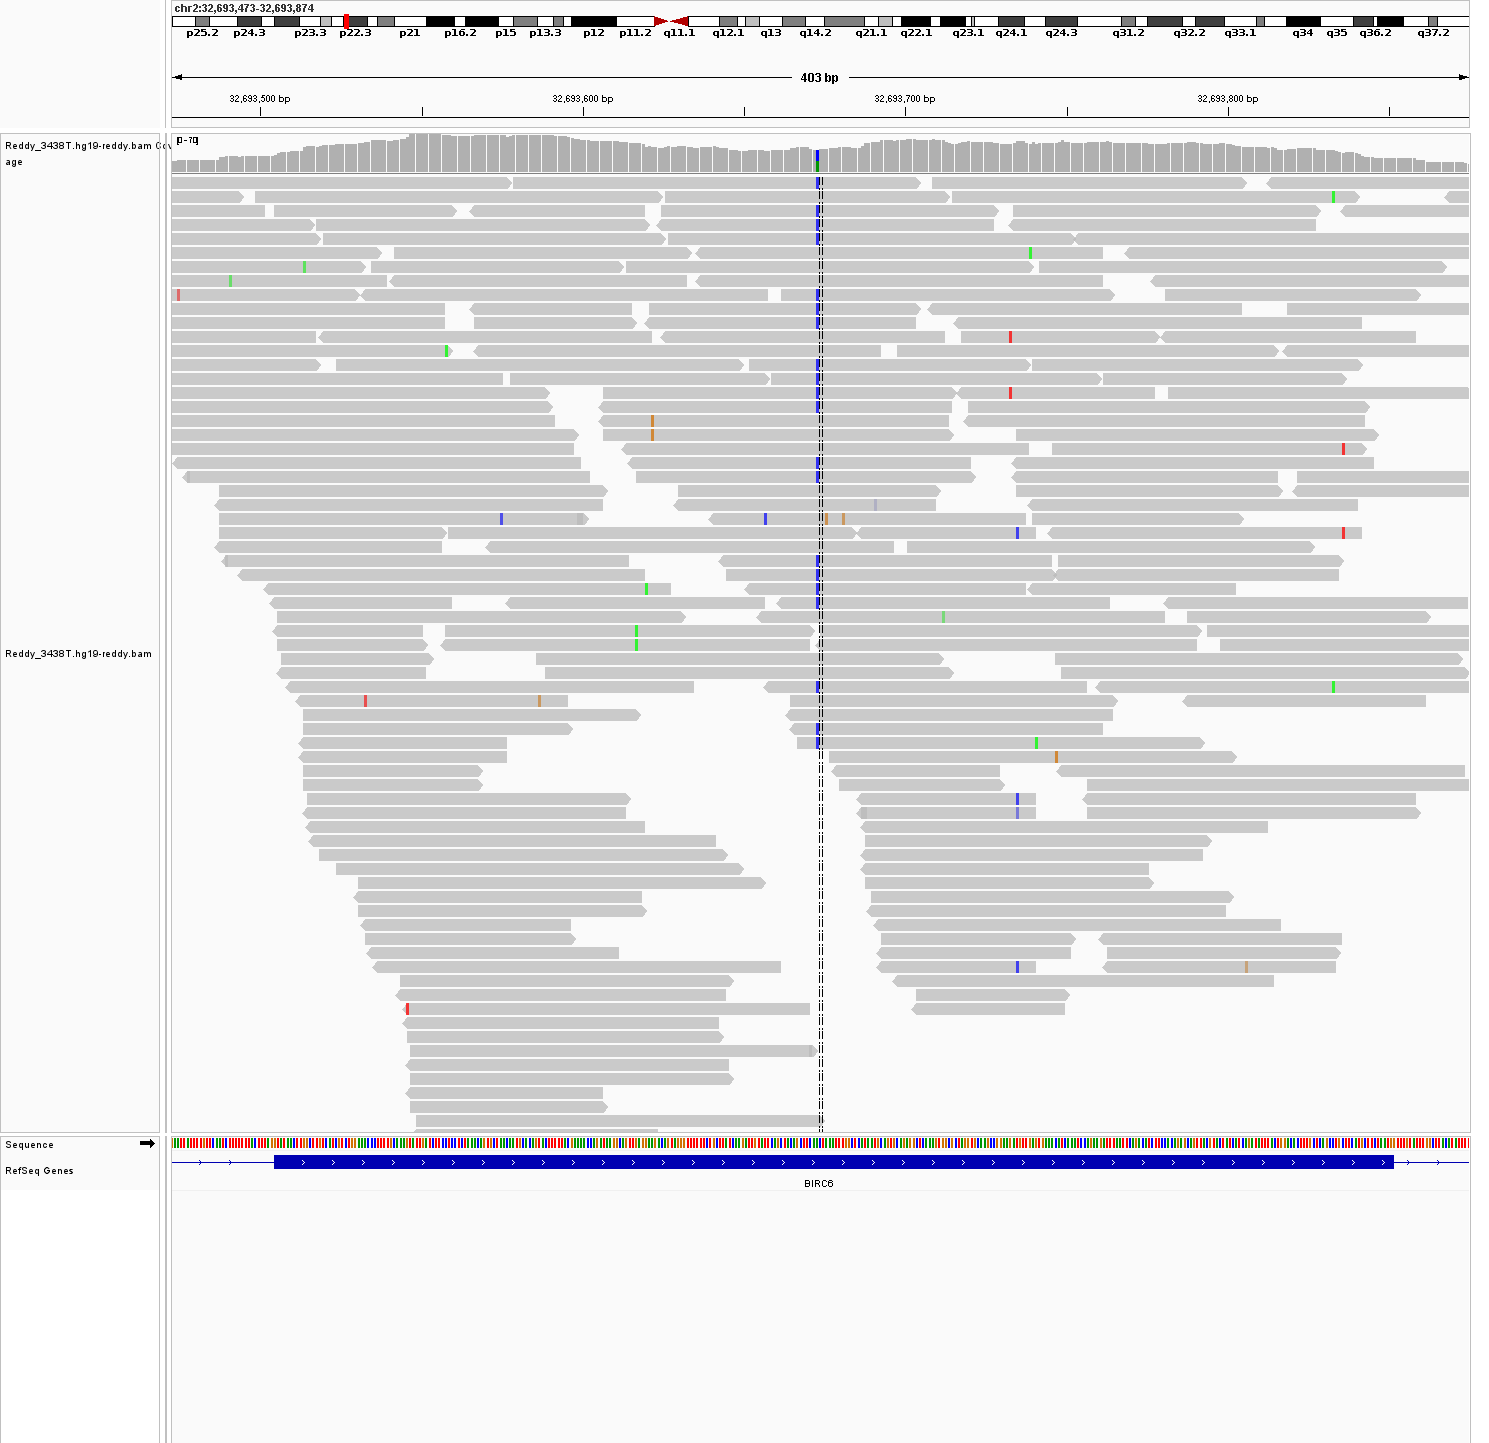 chr2:32,693,473-32,693,874
p25.2 p24.3 p23.3 p22.3 p21 p16.2 p15 p13.3 p12 p11.2 q11.1 q12.1 q13 q14.2 q21.1 q22.1 q23.1 q24.1 q24.3 q31.2 q32.2 q33.1 q34 q35 q36.2 q37.2
403 bp
32,693,500 bp 32,693,600 bp 32,693,700 bp 32,693,800 bp
Reddy_3438T.hg19-reddy.bam Cov
age
[0 - 70]
Reddy_3438T.hg19-reddy.bam
Sequence
RefSeq Genes
BIRC6